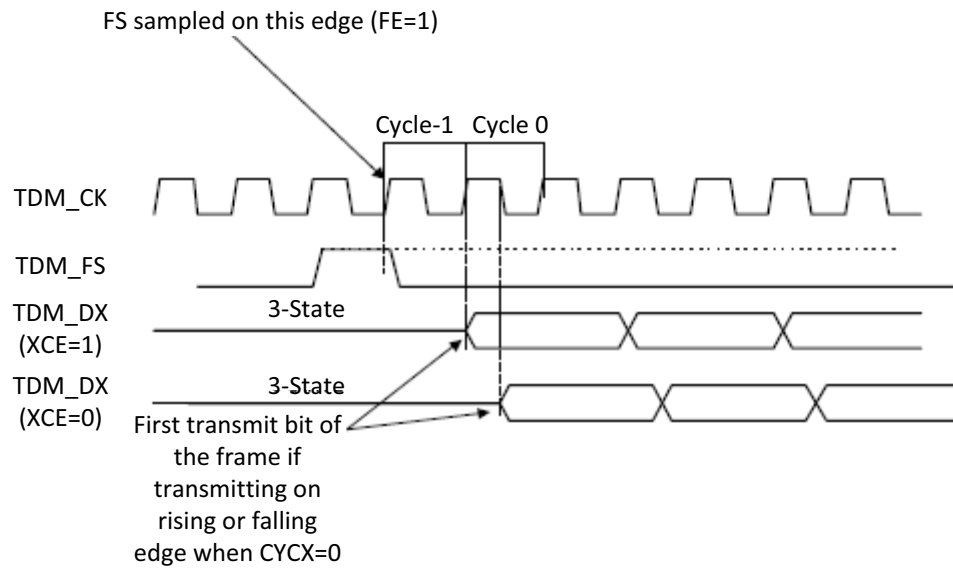 FS sampled on this edge (FE=1)
Cycle-1 Cycle 0
TDM_CK
TDM_FS
TDM_DX
(XCE=1)
3-State
TDM_DX
(XCE=0)
3-State
First transmit bit of
the frame if
transmitting on
rising or falling
edge when CYCX=0